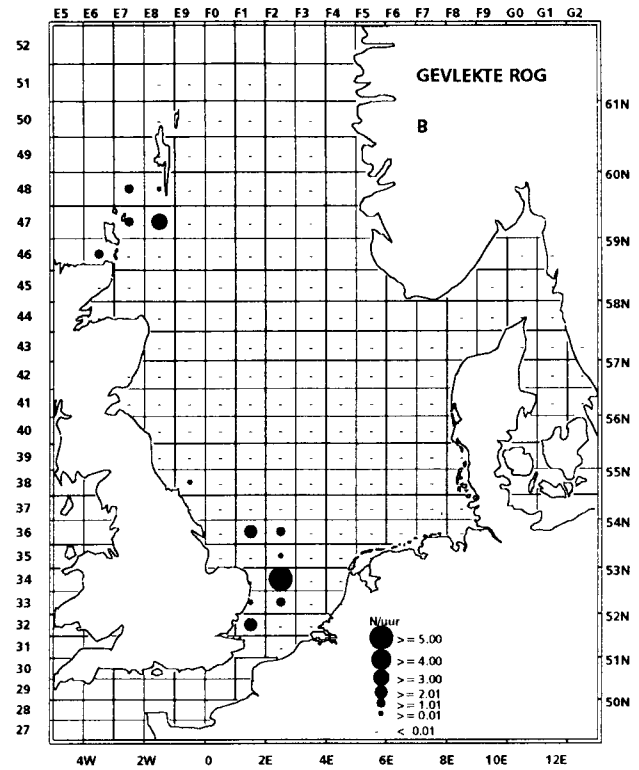 E5 E6 E7 E8 E9 F0 F1 F2 F3 F4 F5 F6 F7 F8 F9 G0 G1 G2
GEVLEKTE ROG
B
52
51
50
49
48
47
46
45
44
43
42
41
40
39
38
37
36
35
34
33
32
31
30
29
28
27
61N
60N
59N
58N
57N
56N
55N
54N
53N
52N
51N
50N
N/uur
>= 5.00
>= 4.00
>= 3.00
>= 2.01
>= 1.01
>= 0.01
- < 0.01
4W 2W 0 2E 4E 6E 8E 10E 12E